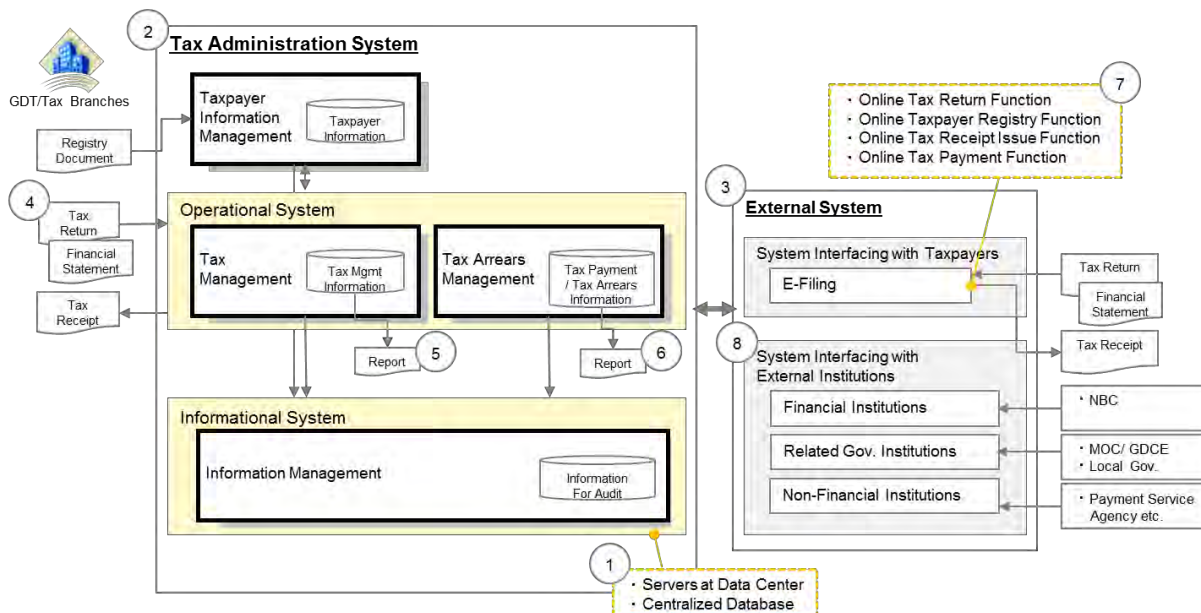 2
Tax Administration System
GDT/Tax Branches
Registry
Document
Taxpayer
Information
Management
Taxpayer
Information
4
Tax
Return
Financial
Statement
Tax
Receipt
Operational System
Tax
Management
Tax Mgmt
Information
Tax Arrears
Management
Tax Payment
/ Tax Arrears
Information
Report
5
Report
6
Informational System
Information Management
Information
For Audit
1
・ Servers at Data Center
・ Centralized Database
7
・ Online Tax Return Function
・ Online Taxpayer Registry Function
・ Online Tax Receipt Issue Function
・ Online Tax Payment Function
3
External System
System Interfacing with Taxpayers
E-Filing
Tax Return
Financial
Statement
Tax Receipt
8
System Interfacing with
External Institutions
Financial Institutions
・ NBC
Related Gov. Institutions
・ MOC/ GDCE
・ Local Gov.
Non-Financial Institutions
・ Payment Service
Agency etc.